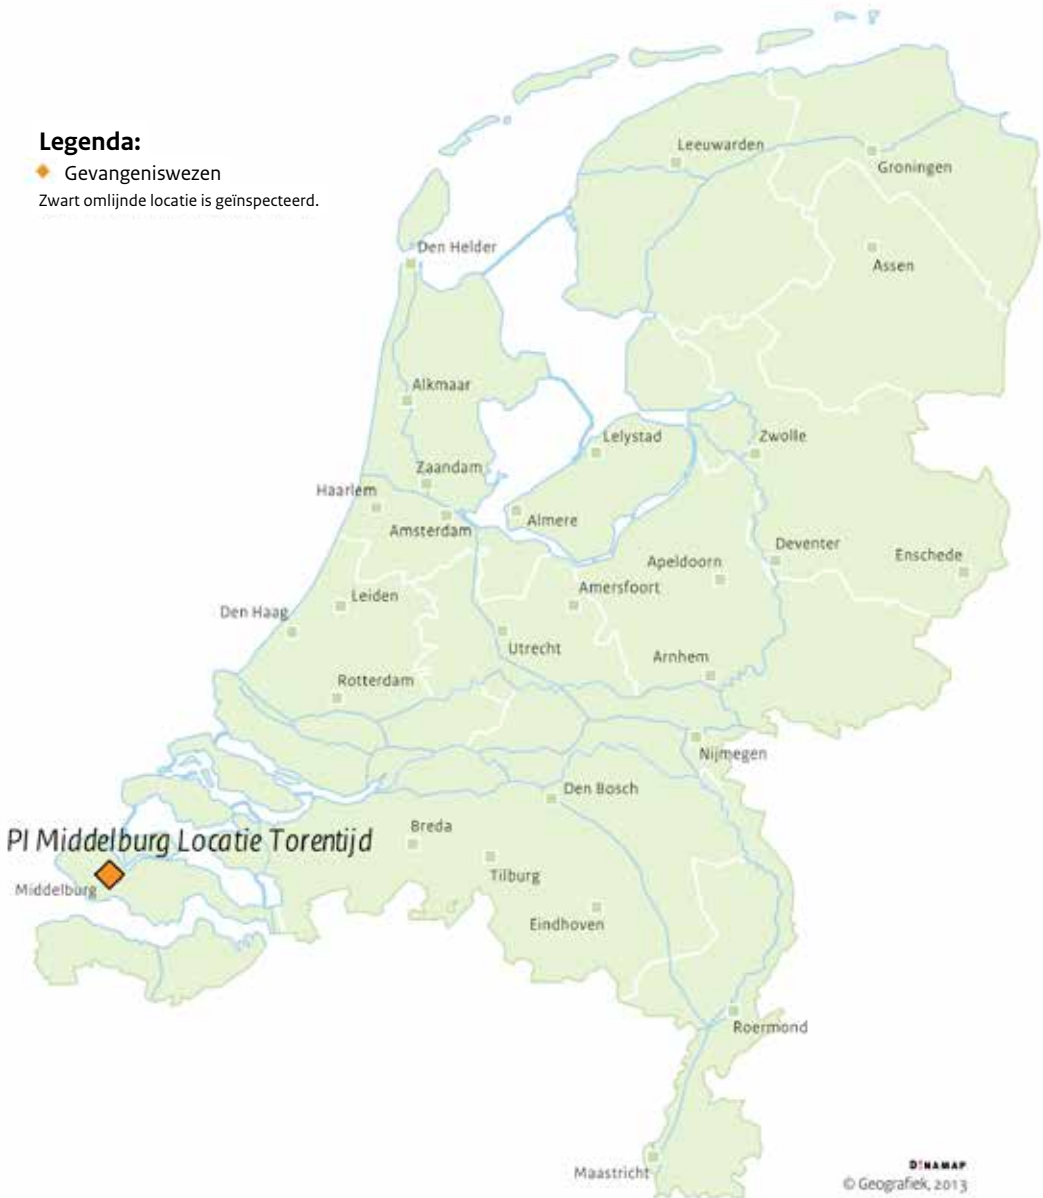 Legenda:
Gevangeniswezen
Zwart omlijnde locatie is geïnspecteerd.
Leeuwarden
Groningen
Den Helder
Assen
Alkmaar
Lelystad
Zwolle
Zaandam
Haarlem
Almere
Amsterdam
Deventer
Enschede
Apeldoorn
Amersfoort
Leiden
Den Haag
Utrecht
Arnhem
Rotterdam
Nijmegen
Den Bosch
Breda
PI Middelburg Locatie Torentijd
Tilburg
Middelburg
Eindhoven
Roermond
Maastricht
D!NAMAP
© Geografiek, 2013